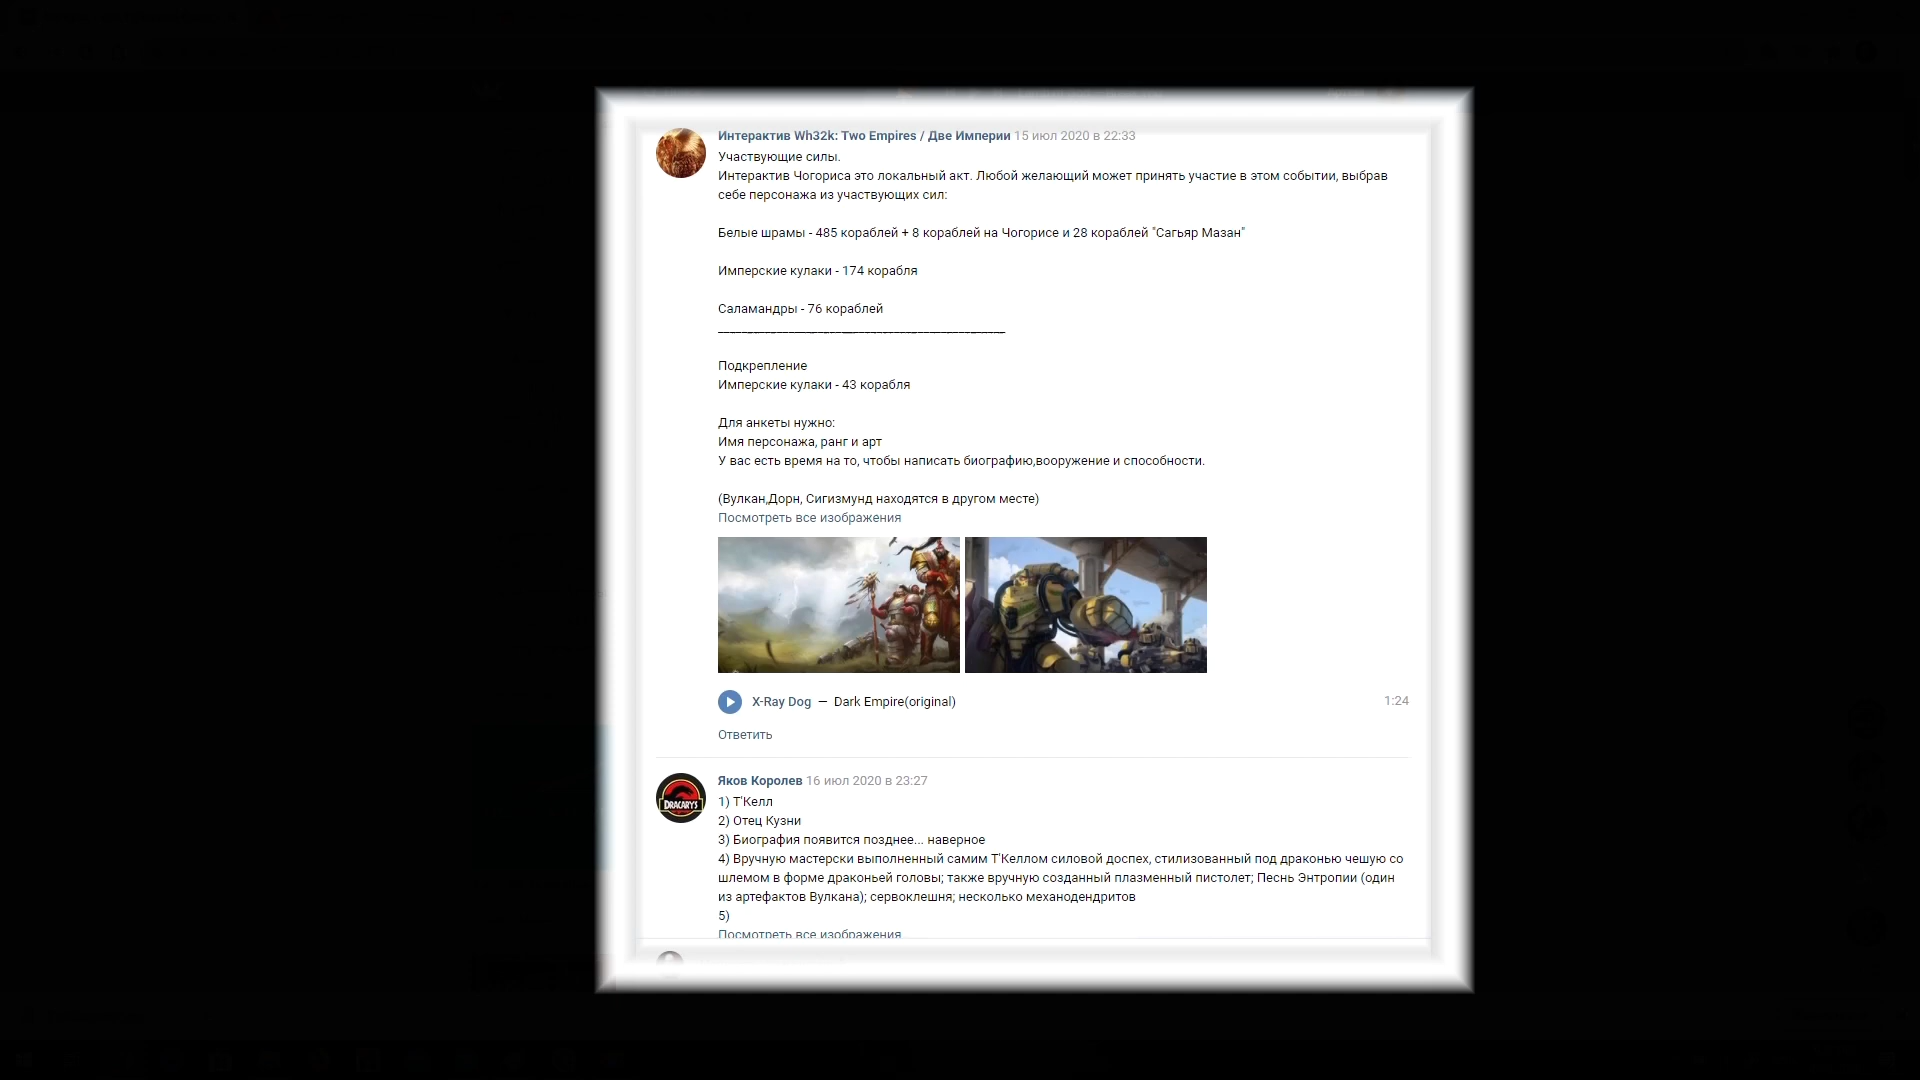 Интерактив Wh32k: Two Empires / Две Империи 15 июл 2020 в 22:33
Участвующие силы.
Интерактив Чогориса это локальный акт. Любой желающий может принять участие в этом событии, выбрав
себе персонажа из участвующих сил:
Белые шрамы - 485 кораблей + 8 кораблей на Чогорисе и 28 кораблей "Сагьяр Мазан"
Имперские кулаки - 174 корабля
Саламандры - 76 кораблей
Подкрепление
Имперские кулаки - 43 корабля
Для анкеты нужно:
Имя персонажа, ранг и арт
У вас есть время на то, чтобы написать биографию,вооружение и способности.
(Вулкан,Дорн, Сигизмунд находятся в другом месте)
Посмотреть все изображения
X-Ray Dog — Dark Empire(original) 1:24
Ответить
Яков Королев 16 июл 2020 в 23:27
DRACARYS
1) Т'Келл
2) Отец Кузни
3) Биография появится позднее... наверное
4) Вручную мастерски выполненный самим Т'Келлом силовой доспех, стилизованный под драконью чешую со
шлемом в форме драконьей головы; также вручную созданный плазменный пистолет; Песнь Энтропии (один
из артефактов Вулкана); сервоклешня; несколько механодендритов
5)
Посмотреть все изображения